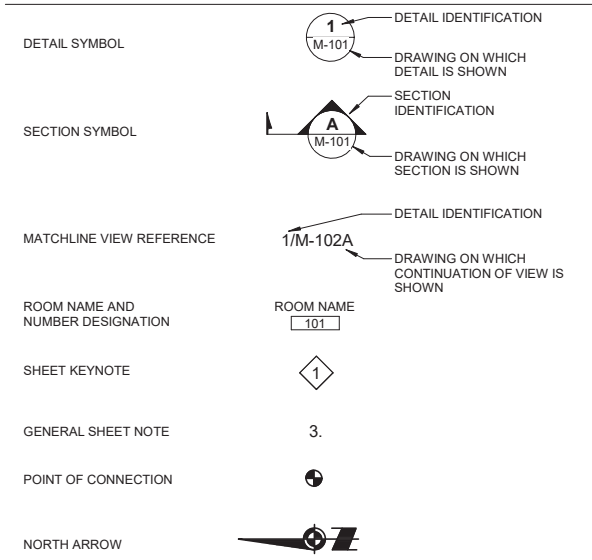 DETAIL SYMBOL
1
M-101
DETAIL IDENTIFICATION
DRAWING ON WHICH
DETAIL IS SHOWN
SECTION SYMBOL
A
M-101
SECTION
IDENTIFICATION
DRAWING ON WHICH
SECTION IS SHOWN
MATCHLINE VIEW REFERENCE
1/M-102A
DETAIL IDENTIFICATION
DRAWING ON WHICH
CONTINUATION OF VIEW IS
SHOWN
ROOM NAME AND
NUMBER DESIGNATION
ROOM NAME
101
SHEET KEYNOTE
1
GENERAL SHEET NOTE
3.
POINT OF CONNECTION
NORTH ARROW
Z